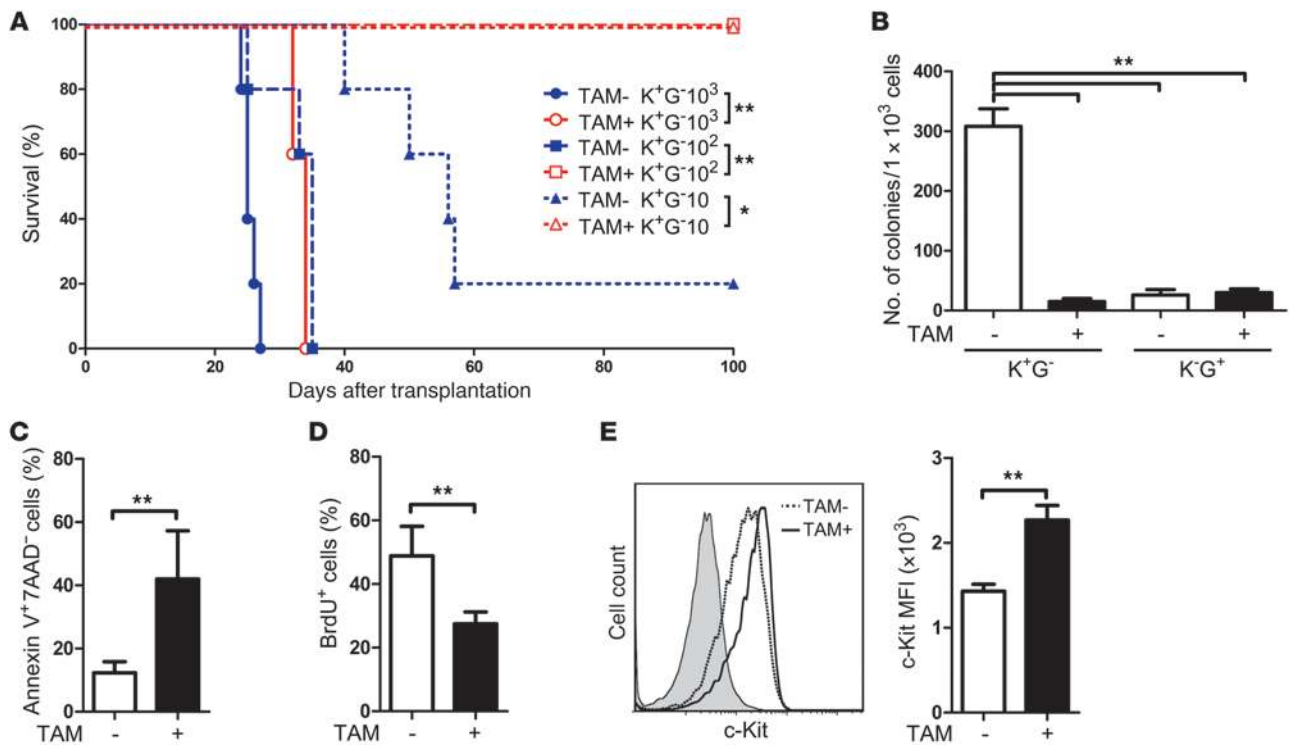 A
Survival (%)
100
80
60
40
20
0
0 20 40 60 80 100
Days after transplantation
TAM- K⁺G⁻10³
TAM+ K⁺G⁻10³
**
TAM- K⁺G⁻10²
TAM+ K⁺G⁻10²
**
TAM- K⁺G⁻10
TAM+ K⁺G⁻10
*
B
No. of colonies/1 x 10³ cells
400
300
200
100
0
**
TAM - + - +
K⁺G⁻ K⁻G⁺
C
Annexin V⁺7AAD⁻ cells (%)
80
60
40
20
0
**
TAM - +
D
BrdU⁺ cells (%)
80
60
40
20
0
**
TAM - +
E
Cell count
TAM-
TAM+
c-Kit
c-Kit MFI (x10³)
3
2
1
0
**
TAM - +